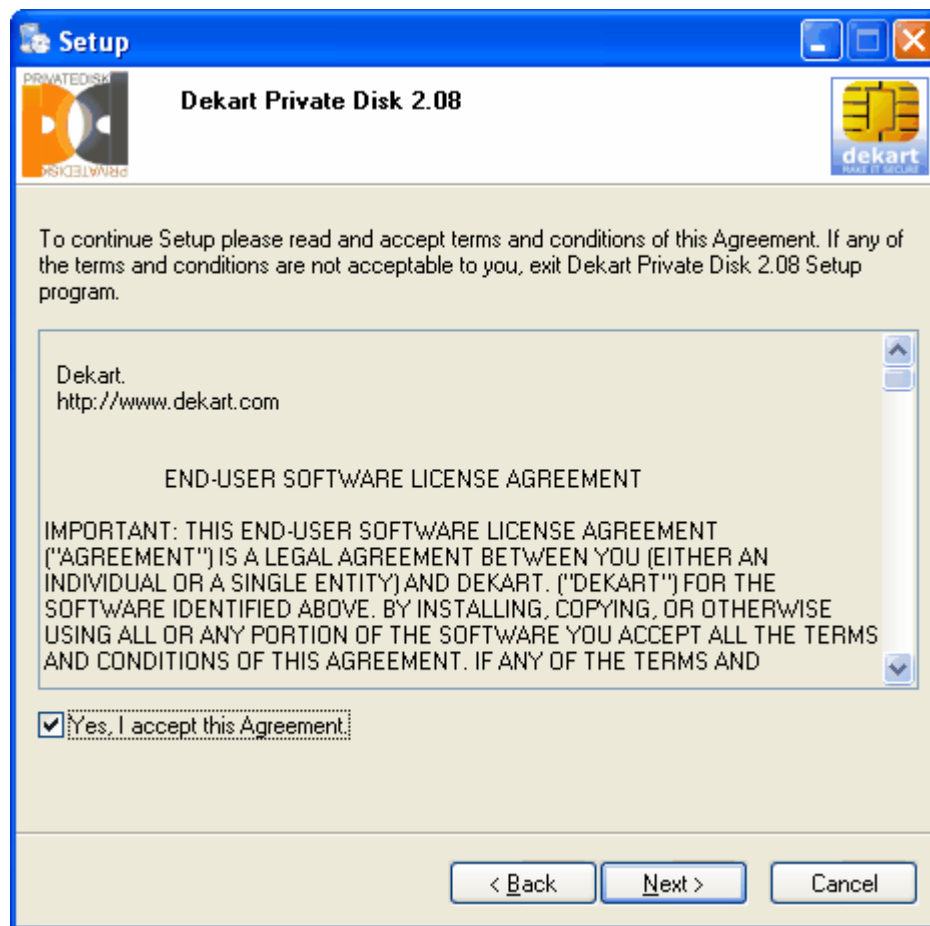 Setup
PRIVATEDISK
PRIVATEDISK
Dekart Private Disk 2.08
dekart
MAKE IT SECURE
To continue Setup please read and accept terms and conditions of this Agreement. If any of
the terms and conditions are not acceptable to you, exit Dekart Private Disk 2.08 Setup
program.
Dekart.
http://www.dekart.com
END-USER SOFTWARE LICENSE AGREEMENT
IMPORTANT: THIS END-USER SOFTWARE LICENSE AGREEMENT
("AGREEMENT") IS A LEGAL AGREEMENT BETWEEN YOU (EITHER AN
INDIVIDUAL OR A SINGLE ENTITY) AND DEKART. ("DEKART") FOR THE
SOFTWARE IDENTIFIED ABOVE. BY INSTALLING, COPYING, OR OTHERWISE
USING ALL OR ANY PORTION OF THE SOFTWARE YOU ACCEPT ALL THE TERMS
AND CONDITIONS OF THIS AGREEMENT. IF ANY OF THE TERMS AND
Yes, I accept this Agreement.
< Back
Next >
Cancel